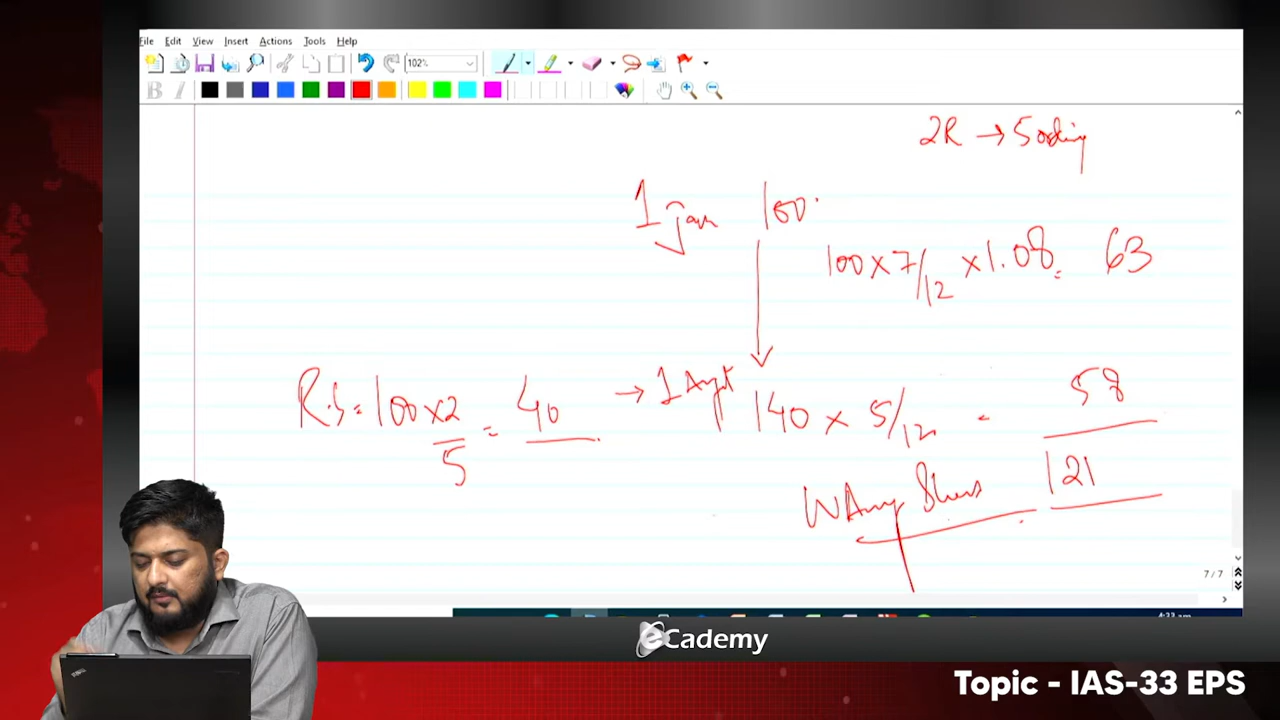 File Edit View Insert Actions Tools Help
102%
B I
2R → 5 ording
1 Jan 100
100 x 7/12 x 1.08 = 63
R.S = 100 x 2/5 = 40 → 1 Augt 140 x 5/12 = 58
W Avg Shares 121
7 / 7
eCademy
Topic - IAS-33 EPS